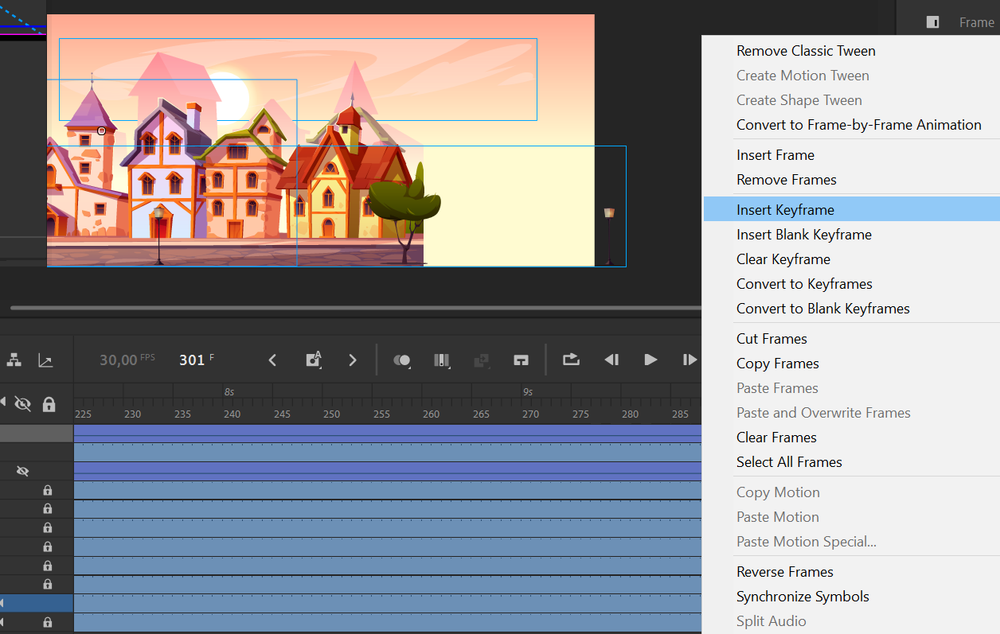 Frame
Remove Classic Tween
Create Motion Tween
Create Shape Tween
Convert to Frame-by-Frame Animation
Insert Frame
Remove Frames
Insert Keyframe
Insert Blank Keyframe
Clear Keyframe
Convert to Keyframes
Convert to Blank Keyframes
Cut Frames
Copy Frames
Paste Frames
Paste and Overwrite Frames
Clear Frames
Select All Frames
Copy Motion
Paste Motion
Paste Motion Special...
Reverse Frames
Synchronize Symbols
Split Audio
30,00 FPS 301 F A
8s 9s
225 230 235 240 245 250 255 260 265 270 275 280 285